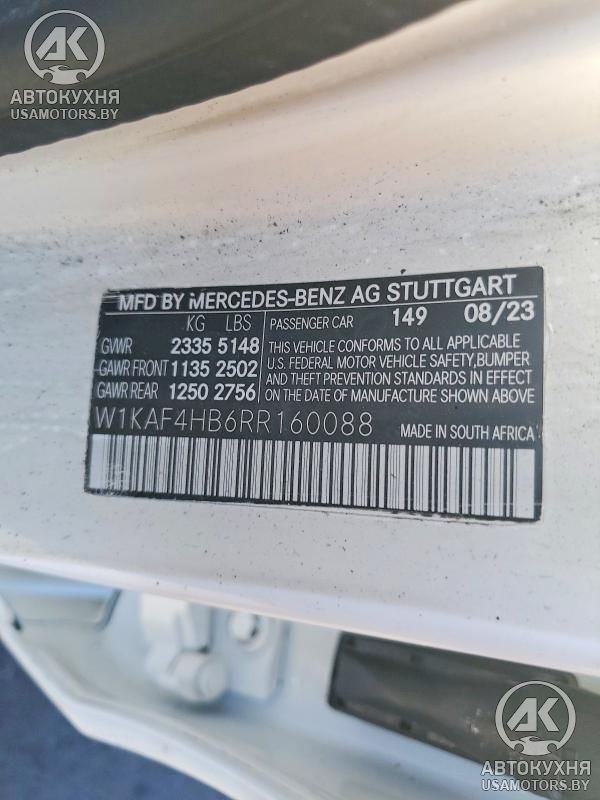 AK
АВТОКУХНЯ
USAMOTORS.BY
MFD BY MERCEDES-BENZ AG STUTTGART
KG LBS PASSENGER CAR 149 08/23
GVWR 2335 5148 THIS VEHICLE CONFORMS TO ALL APPLICABLE
GAWR FRONT 1135 2502 U.S. FEDERAL MOTOR VEHICLE SAFETY, BUMPER
GAWR REAR 1250 2756 AND THEFT PREVENTION STANDARDS IN EFFECT
ON THE DATE OF MANUFACTURE SHOWN ABOVE
W1KAF4HB6RR160088 MADE IN SOUTH AFRICA
AK
АВТОКУХНЯ
USAMOTORS.BY